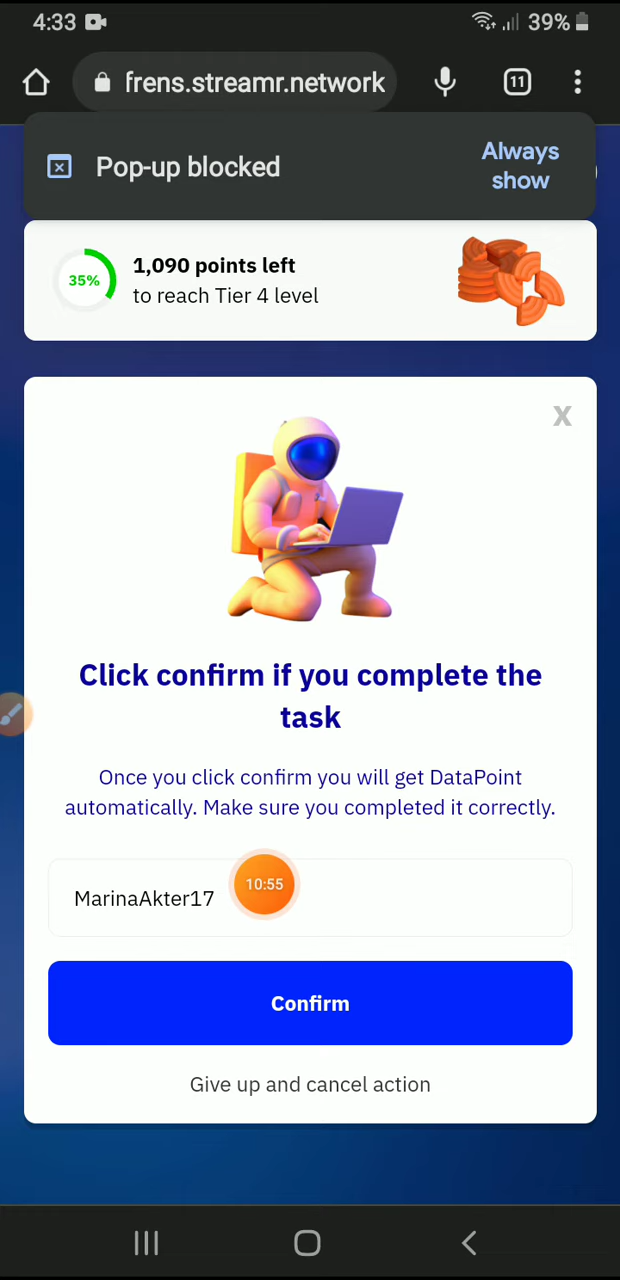 4:33
39%
frens.streamr.network
11
Pop-up blocked
Always
show
35%
1,090 points left
to reach Tier 4 level
X
Click confirm if you complete the
task
Once you click confirm you will get DataPoint
automatically. Make sure you completed it correctly.
MarinaAkter17
10:55
Confirm
Give up and cancel action